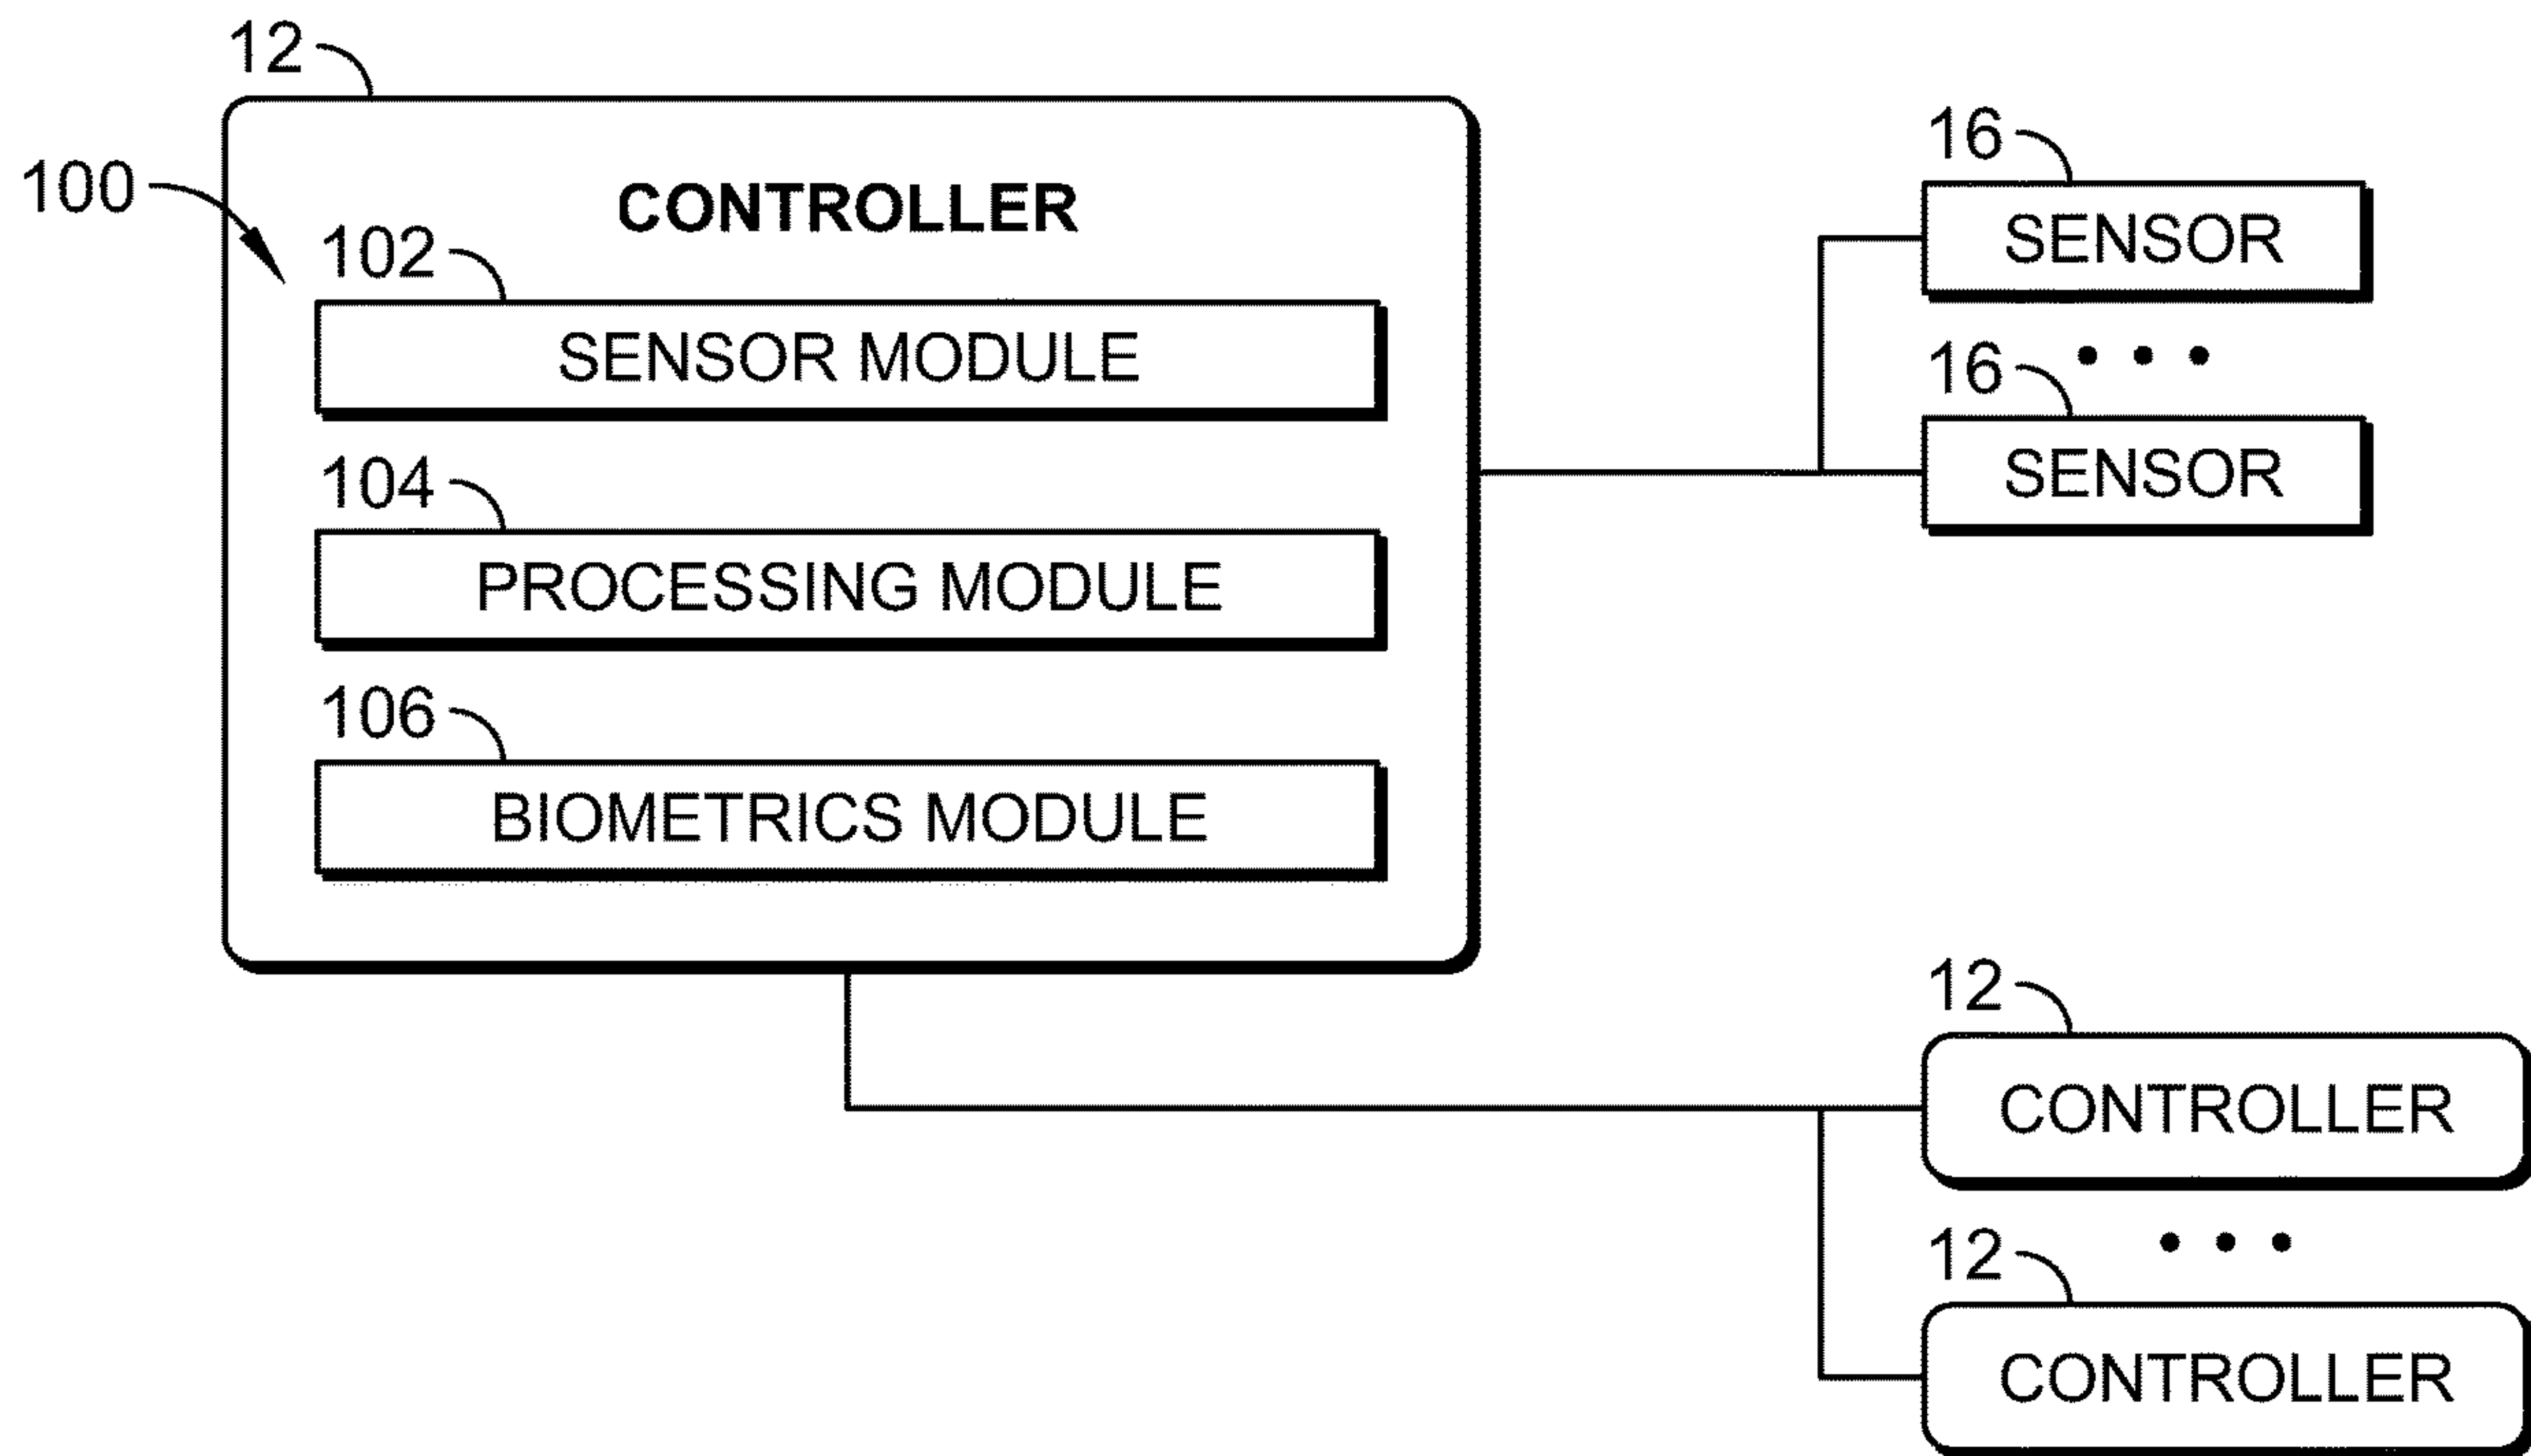 12
100
CONTROLLER
102
SENSOR MODULE
104
PROCESSING MODULE
106
BIOMETRICS MODULE
16
SENSOR
• • •
16
SENSOR
12
CONTROLLER
• • •
12
CONTROLLER